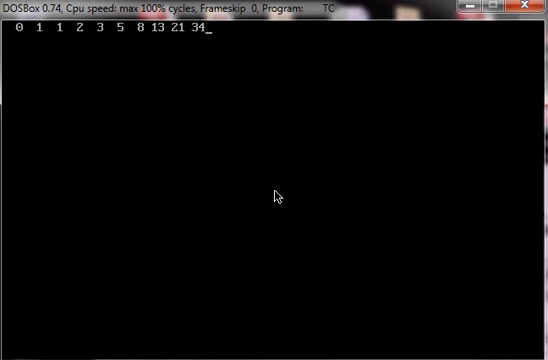 DOSBox 0.74, Cpu speed: max 100% cycles, Frameskip 0, Program: TC
0 1 1 2 3 5 8 13 21 34_